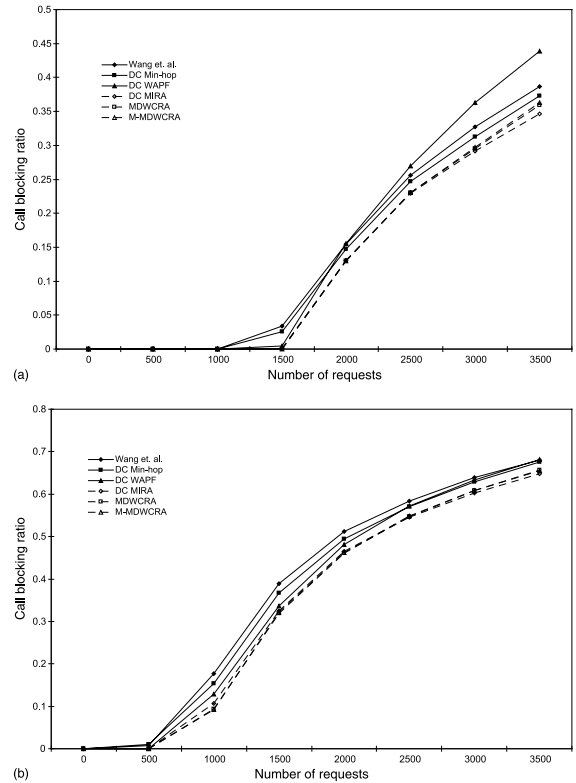 0.5
0.45
0.4
0.35
0.3
0.25
0.2
0.15
0.1
0.05
0
Call blocking ratio
Wang et. al.
DC Min-hop
DC WAPF
DC MIRA
MDWCRA
M-MDWCRA
0 500 1000 1500 2000 2500 3000 3500
(a) Number of requests
0.8
0.7
0.6
0.5
0.4
0.3
0.2
0.1
0
Call blocking ratio
Wang et. al.
DC Min-hop
DC WAPF
DC MIRA
MDWCRA
M-MDWCRA
0 500 1000 1500 2000 2500 3000 3500
(b) Number of requests